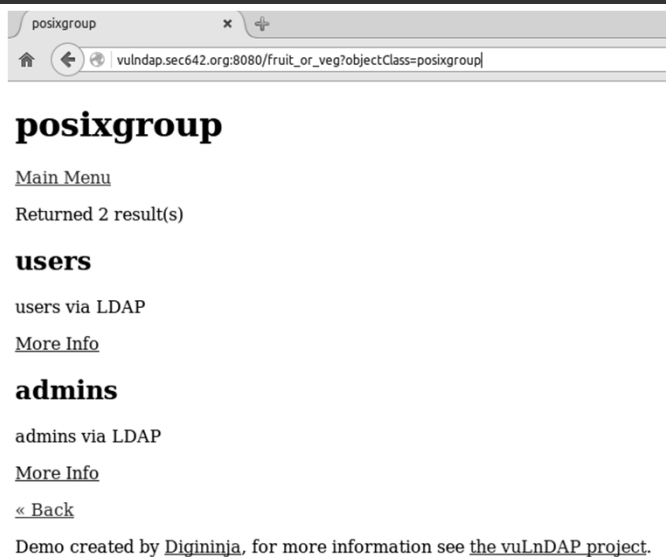 posixgroup
vulndap.sec642.org:8080/fruit_or_veg?objectClass=posixgroup
posixgroup
Main Menu
Returned 2 result(s)
users
users via LDAP
More Info
admins
admins via LDAP
More Info
« Back
Demo created by Digininja, for more information see the vuLnDAP project.